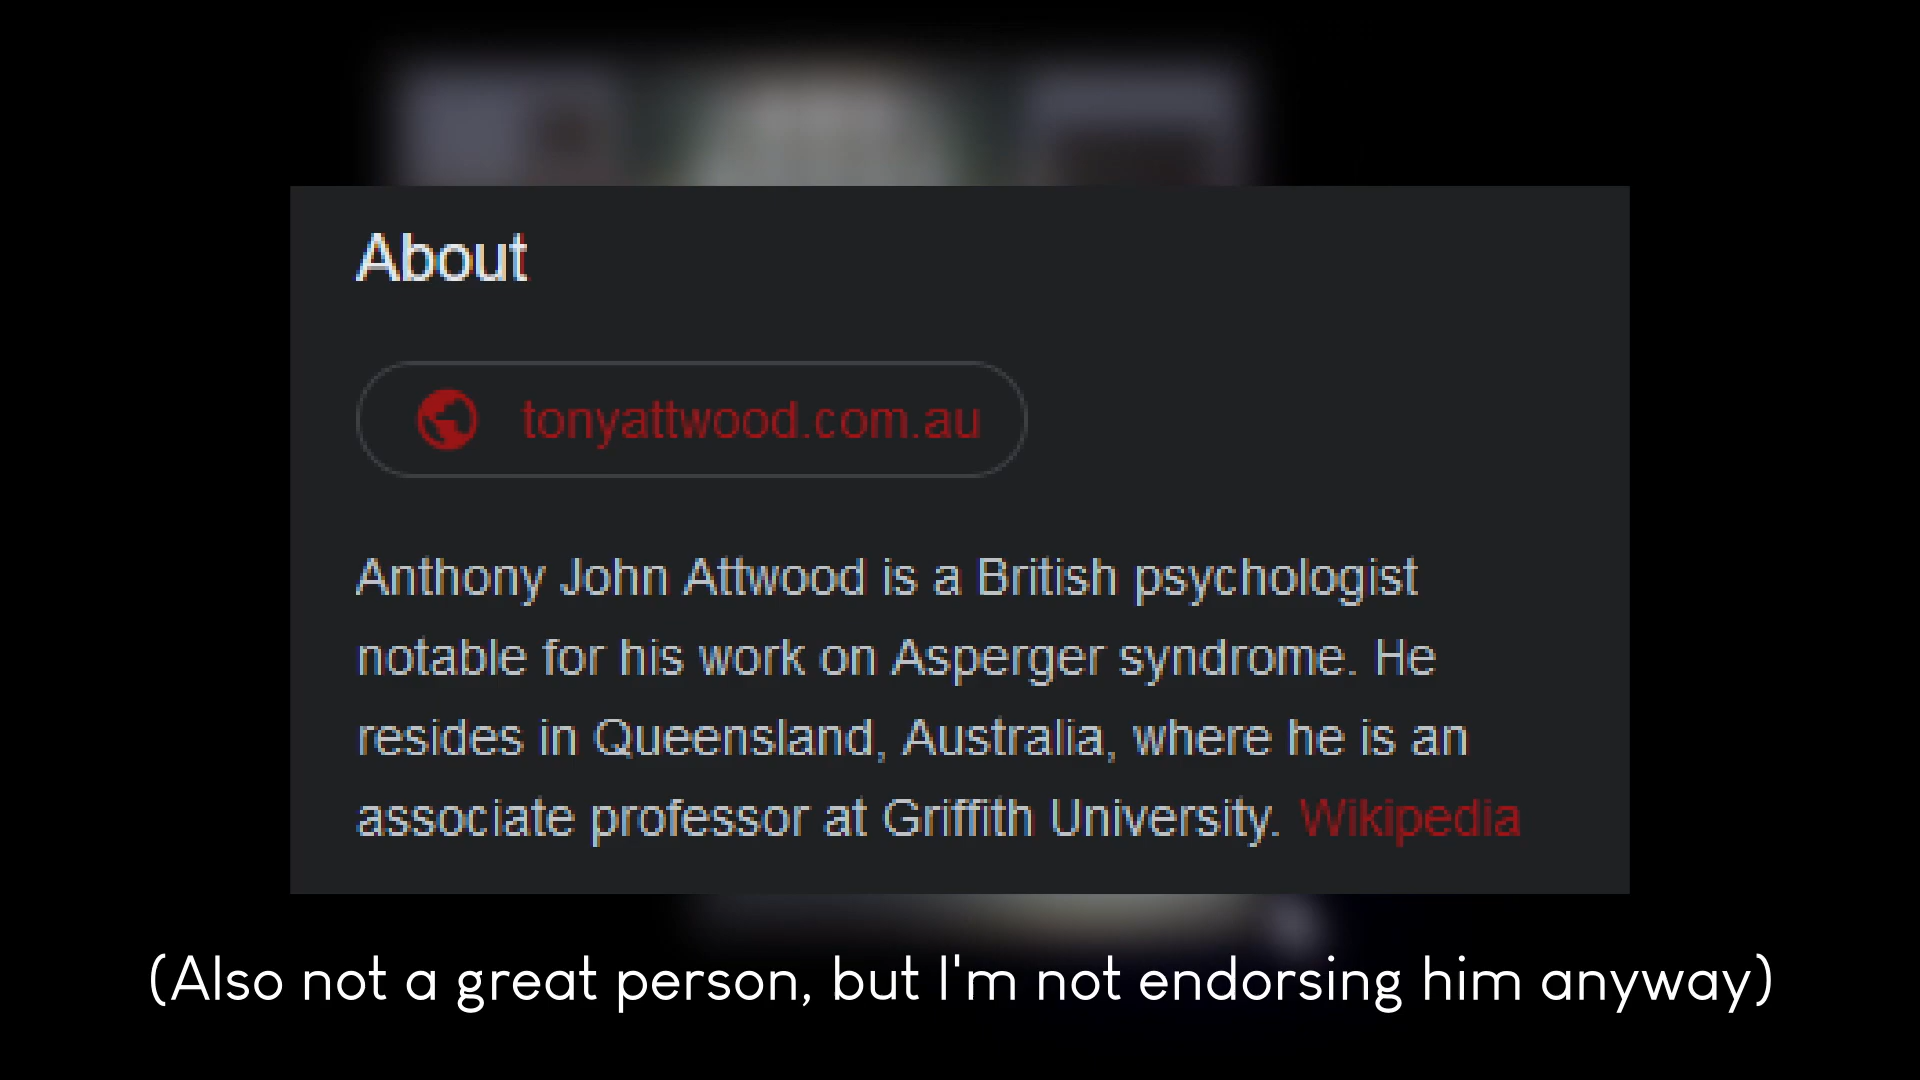 About
tonyattwood.com.au
Anthony John Attwood is a British psychologist
notable for his work on Asperger syndrome. He
resides in Queensland, Australia, where he is an
associate professor at Griffith University. Wikipedia
(Also not a great person, but I'm not endorsing him anyway)